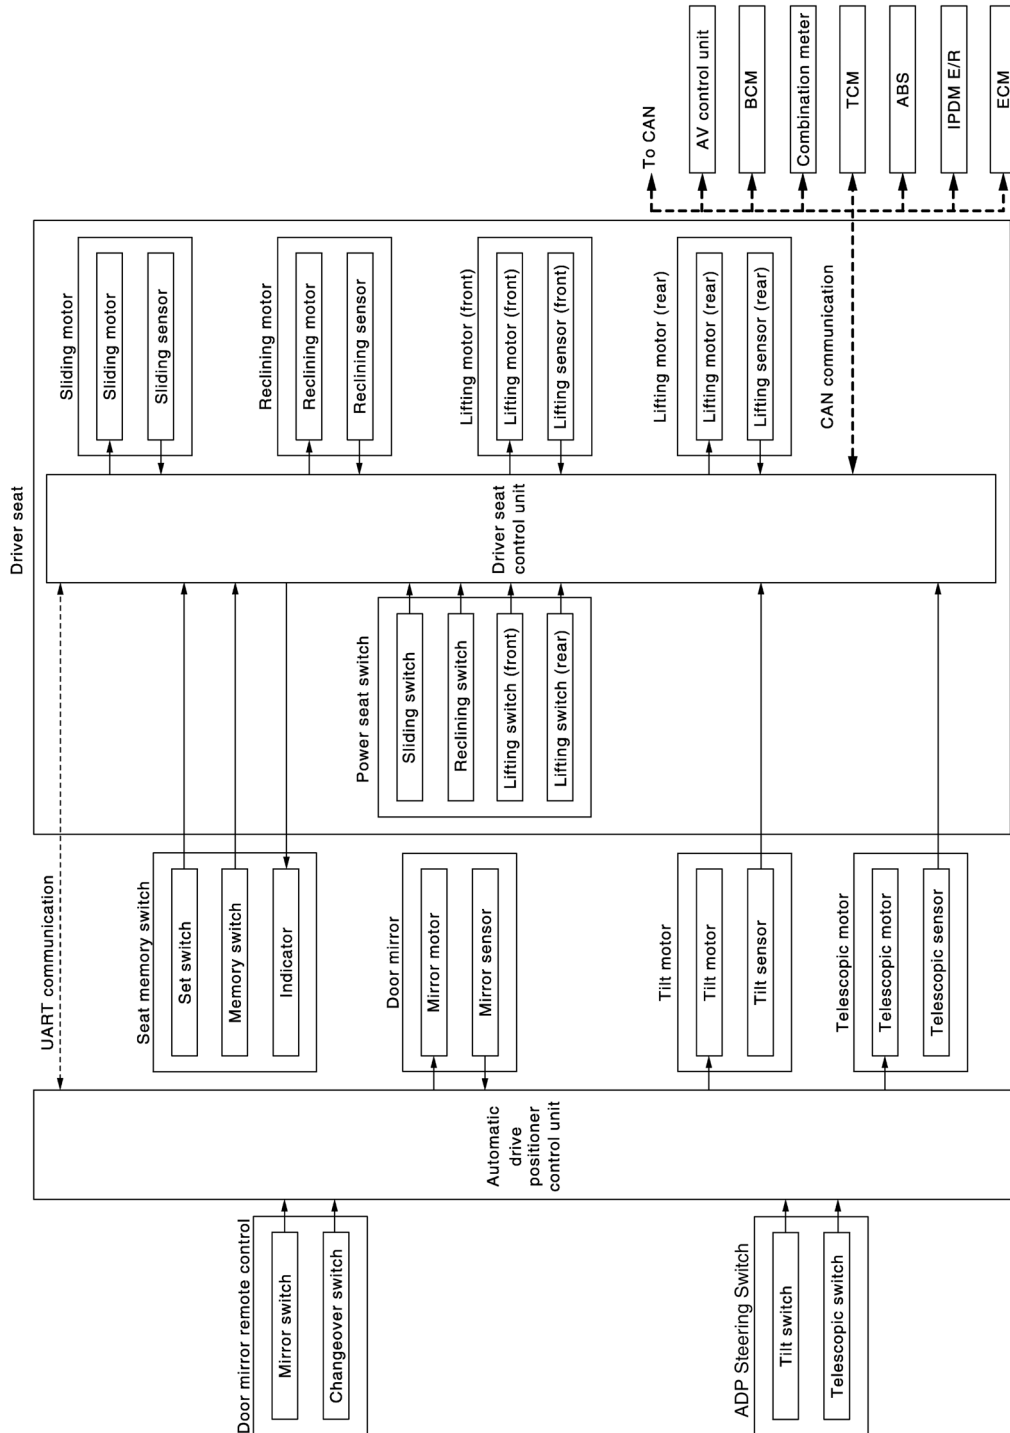 Door mirror remote control
Mirror switch
Changeover switch
ADP Steering Switch
Tilt switch
Telescopic switch
Automatic
drive
positioner
control unit
UART communication
Seat memory switch
Set switch
Memory switch
Indicator
Door mirror
Mirror motor
Mirror sensor
Tilt motor
Tilt motor
Tilt sensor
Telescopic motor
Telescopic motor
Telescopic sensor
Driver seat
Power seat switch
Sliding switch
Reclining switch
Lifting switch (front)
Lifting switch (rear)
Driver seat
control unit
Sliding motor
Sliding motor
Sliding sensor
Reclining motor
Reclining motor
Reclining sensor
Lifting motor (front)
Lifting motor (front)
Lifting sensor (front)
Lifting motor (rear)
Lifting motor (rear)
Lifting sensor (rear)
CAN communication
To CAN
AV control unit
BCM
Combination meter
TCM
ABS
IPDM E/R
ECM